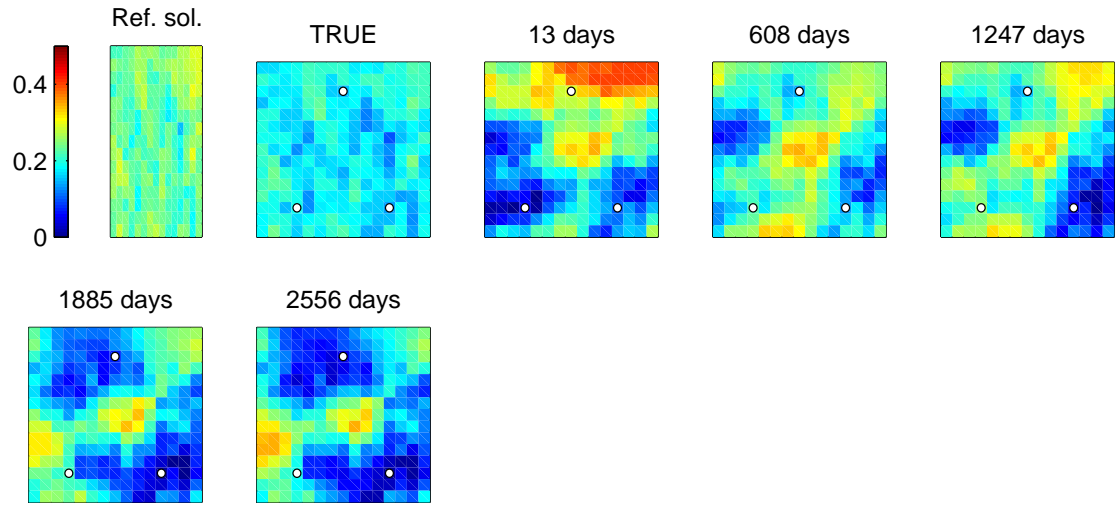 Ref. sol.
TRUE
13 days
608 days
1247 days
0.4
0.2
0
1885 days
2556 days